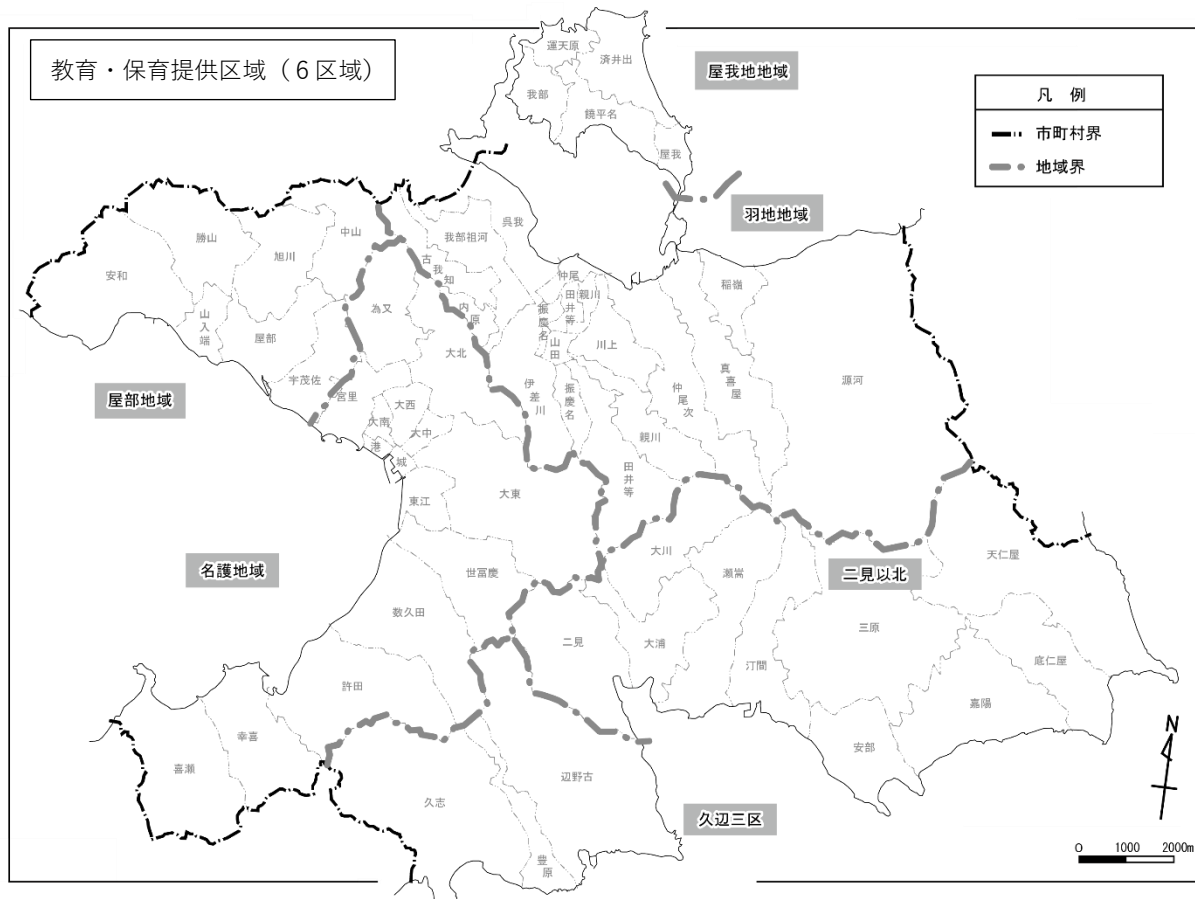 教育・保育提供区域（６区域）
凡 例
市町村界
地域界
屋我地地域
羽地地域
屋部地域
名護地域
二見以北
久辺三区
運天原
済井出
我部
饒平名
屋我
呉我
我部祖河
中山
勝山
旭川
安和
山入端
屋部
為又
古我知
内原
大北
宇茂佐
宮里
大西
大南
大中
港
城
東江
大東
仲尾
田井等
親川
振慶名
山田
川上
伊差川
振慶名
親川
田井等
仲尾次
真喜屋
稲嶺
源河
世冨慶
数久田
許田
幸喜
喜瀬
大川
瀬嵩
二見
大浦
汀間
三原
天仁屋
底仁屋
嘉陽
安部
辺野古
久志
豊原
N
0 1000 2000m